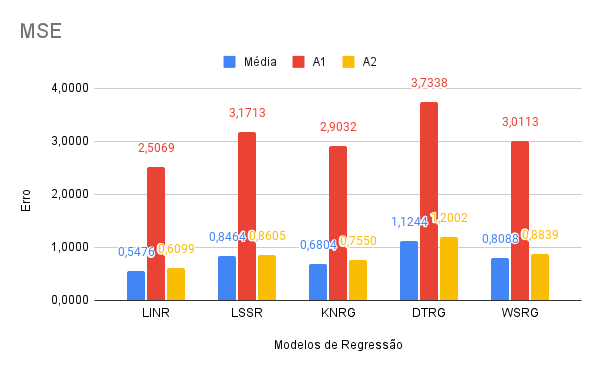 MSE
Média A1 A2
4,0000
3,0000
2,0000
1,0000
0,0000
Erro
0,5476 2,5069 0,6099
0,8464 3,1713 0,8605
0,6804 2,9032 0,7550
1,1244 3,7338 1,2002
0,8088 3,0113 0,8839
LINR LSSR KNRG DTRG WSRG
Modelos de Regressão